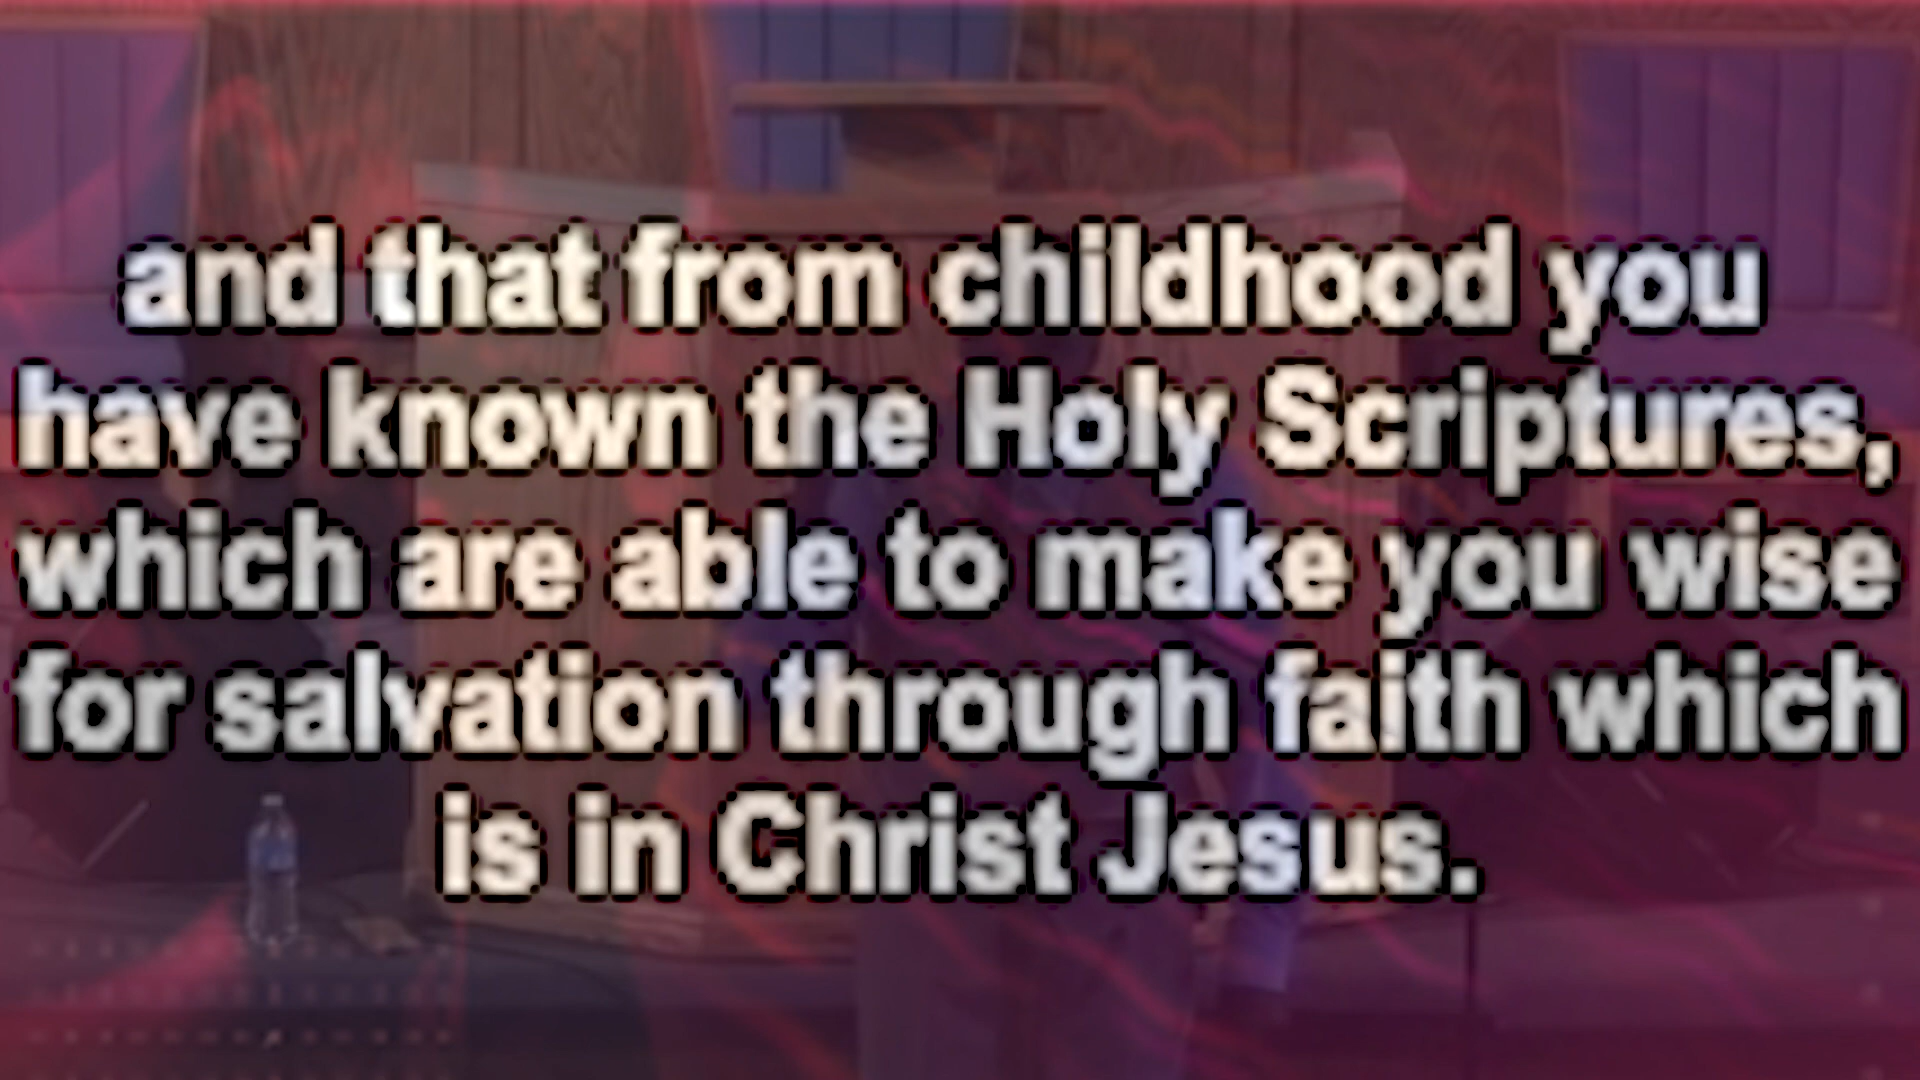 and that from childhood you
have known the Holy Scriptures,
which are able to make you wise
for salvation through faith which
is in Christ Jesus.